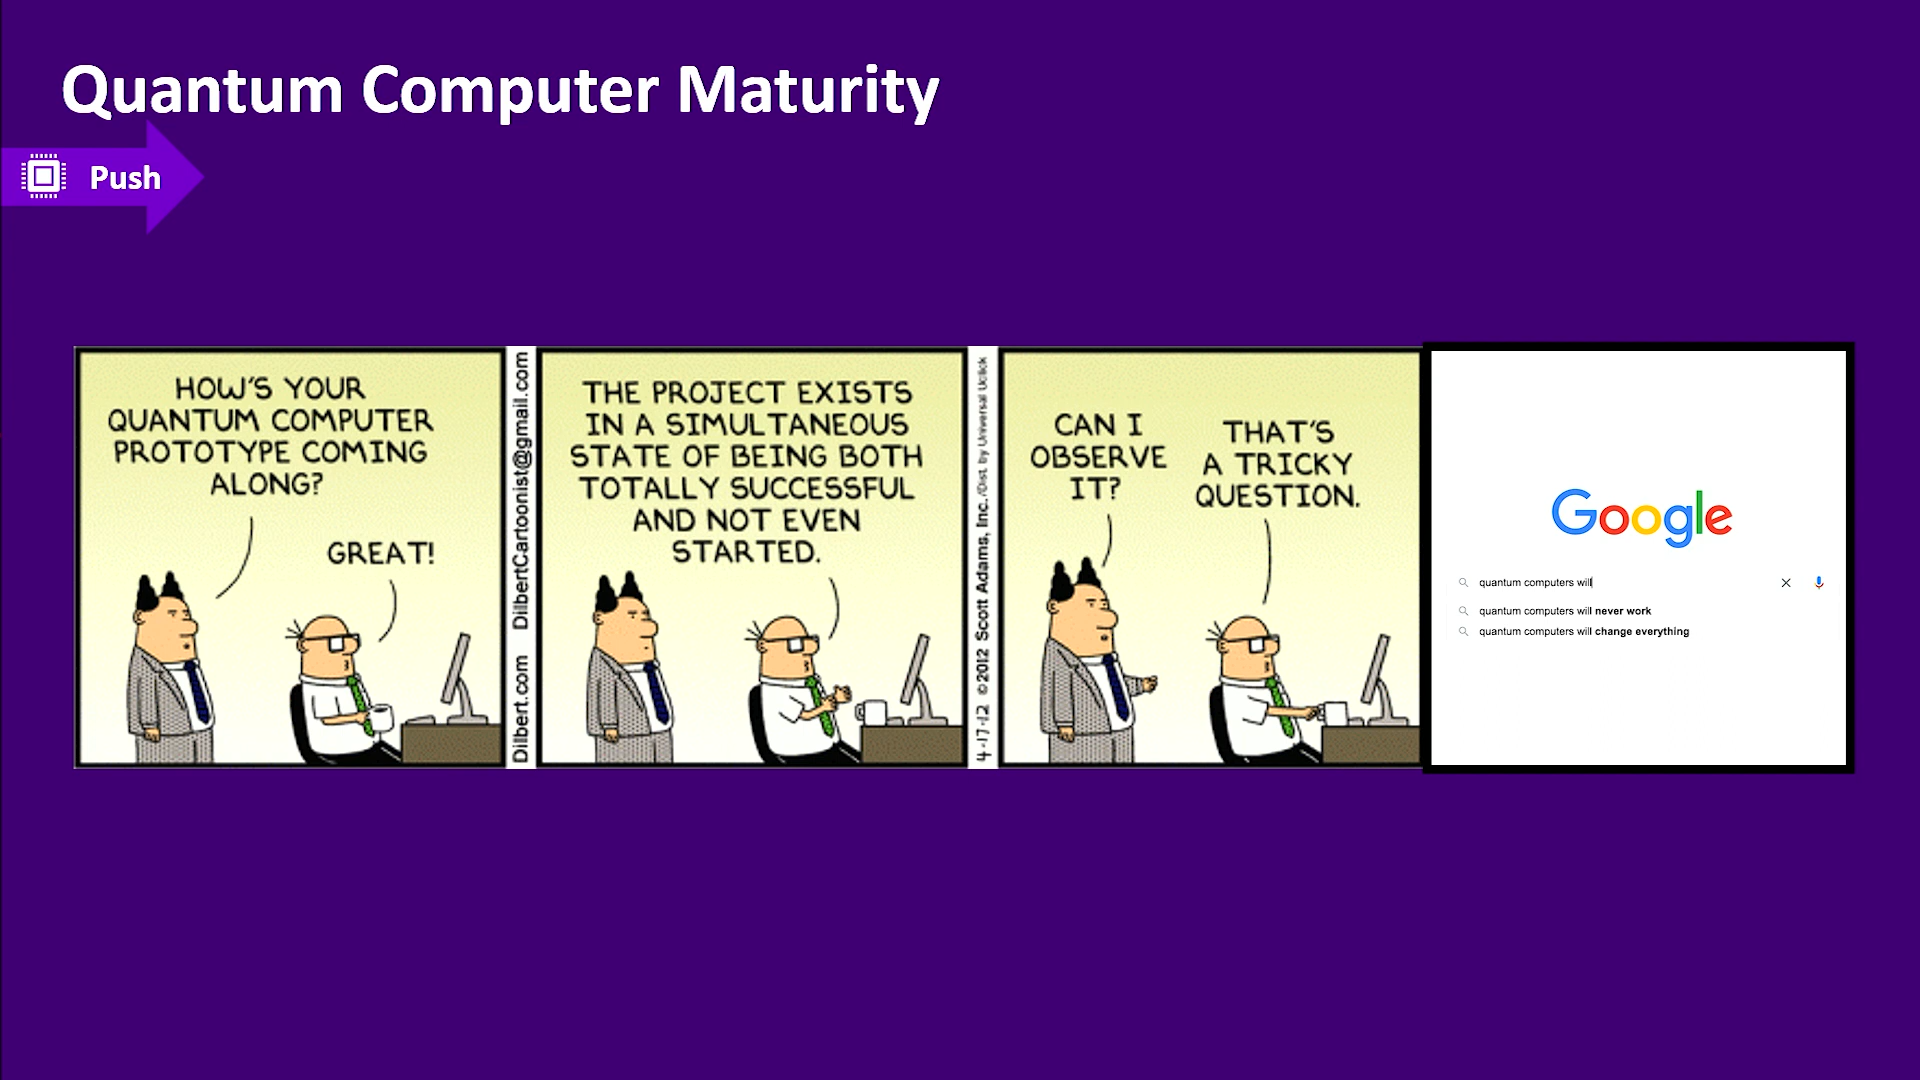 Quantum Computer Maturity
Push
HOW'S YOUR
QUANTUM COMPUTER
PROTOTYPE COMING
ALONG?
GREAT!
Dilbert.com DilbertCartoonist@gmail.com
THE PROJECT EXISTS
IN A SIMULTANEOUS
STATE OF BEING BOTH
TOTALLY SUCCESSFUL
AND NOT EVEN
STARTED.
4-17-12 ©2012 Scott Adams, Inc. /Dist. by Universal Uclick
CAN I
OBSERVE
IT?
THAT'S
A TRICKY
QUESTION.
Google
quantum computers will
quantum computers will never work
quantum computers will change everything